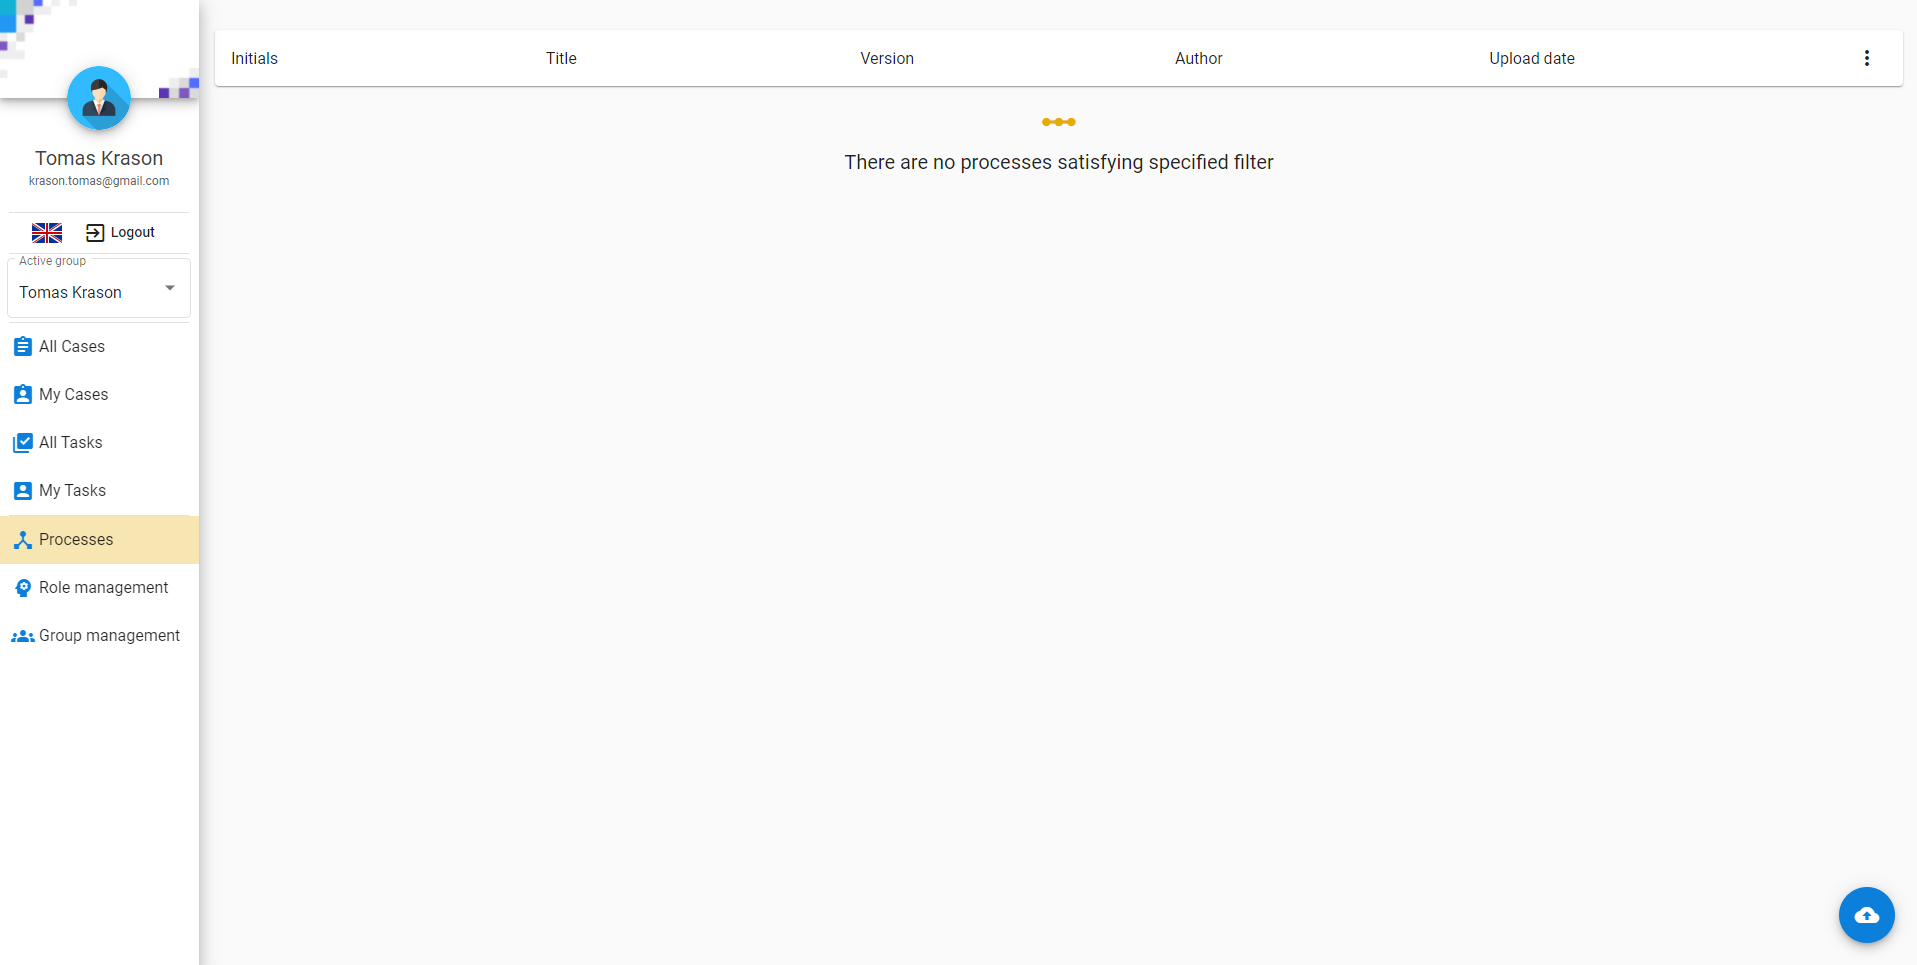 Tomas Krason
krason.tomas@gmail.com
Logout
Active group
Tomas Krason
All Cases
My Cases
All Tasks
My Tasks
Processes
Role management
Group management
Initials Title Version Author Upload date
There are no processes satisfying specified filter